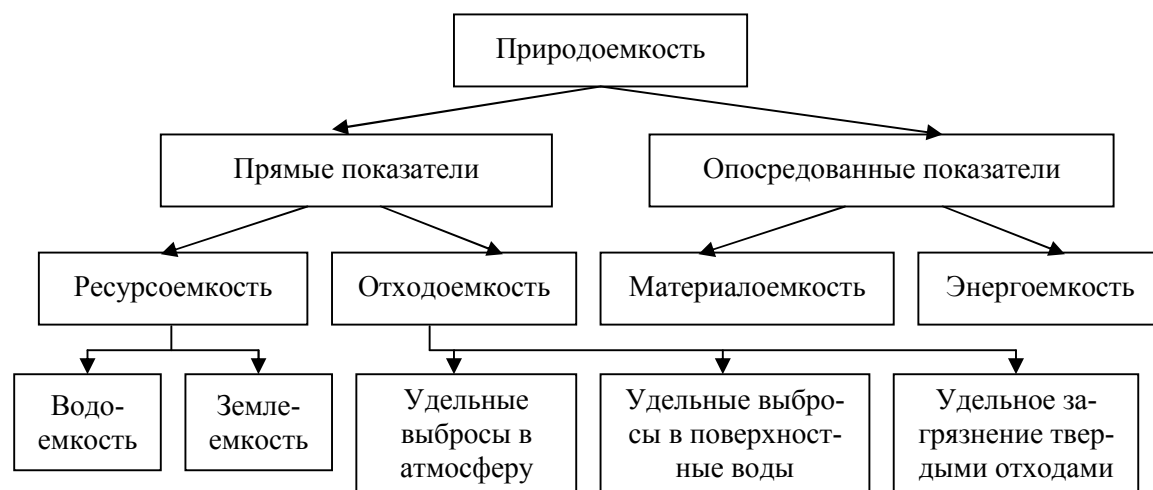 Природоемкость
Прямые показатели
Опосредованные показатели
Ресурсоемкость
Отходоемкость
Материалоемкость
Энергоемкость
Водо-
емкость
Земле-
емкость
Удельные
выбросы в
атмосферу
Удельные выбро-
сы в поверхност-
ные воды
Удельное за-
грязнение твер-
дыми отходами